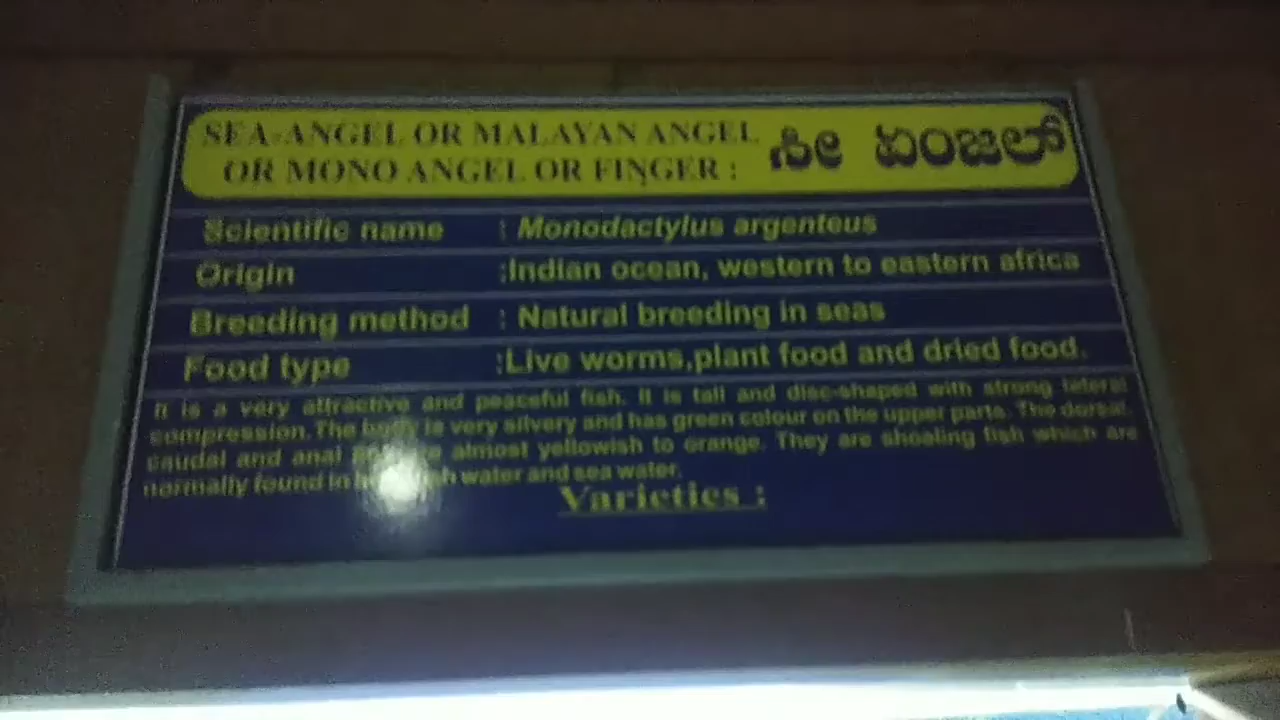 SEA-ANGEL OR MALAYAN ANGEL
OR MONO ANGEL OR FINGER :
ಸೀ ಏಂಜಲ್
Scientific name : Monodactylus argenteus
Origin :Indian ocean, western to eastern africa
Breeding method : Natural breeding in seas
Food type :Live worms,plant food and dried food.
It is a very attractive and peaceful fish. It is tall and disc-shaped with strong lateral
compression. The body is very silvery and has green colour on the upper parts. The dorsal,
caudal and anal almost yellowish to orange. They are shoaling fish which are
normally found in water and sea water.
Varieties :